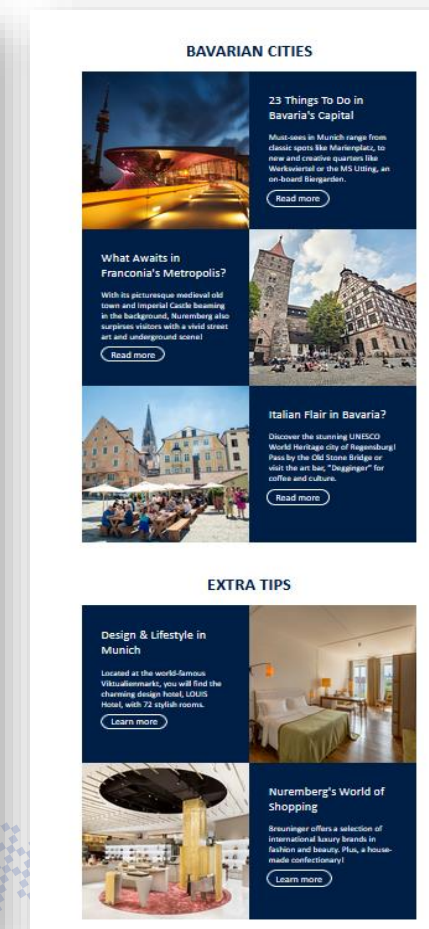 BAVARIAN CITIES
23 Things To Do in
Bavaria's Capital
Must-sees in Munich range from
classic spots like Marienplatz, to
new and creative quarters like
Werksviertel or the MS Utting, an
on-board Biergarden.
Read more
What Awaits in
Franconia's Metropolis?
With its picturesque medieval old
town and Imperial Castle beaming
in the background, Nuremberg also
surpirses visitors with a vivid street
art and underground scene!
Read more
Italian Flair in Bavaria?
Discover the stunning UNESCO
World Heritage city of Regensburg!
Pass by the Old Stone Bridge or
visit the art bar, "Degginger" for
coffee and culture.
Read more
EXTRA TIPS
Design & Lifestyle in
Munich
Located at the world-famous
Viktualienmarkt, you will find the
charming design hotel, LOUIS
Hotel, with 72 stylish rooms.
Learn more
Nuremberg's World of
Shopping
Breuninger offers a selection of
international luxury brands in
fashion and beauty. Plus, a house-
made confectionary!
Learn more